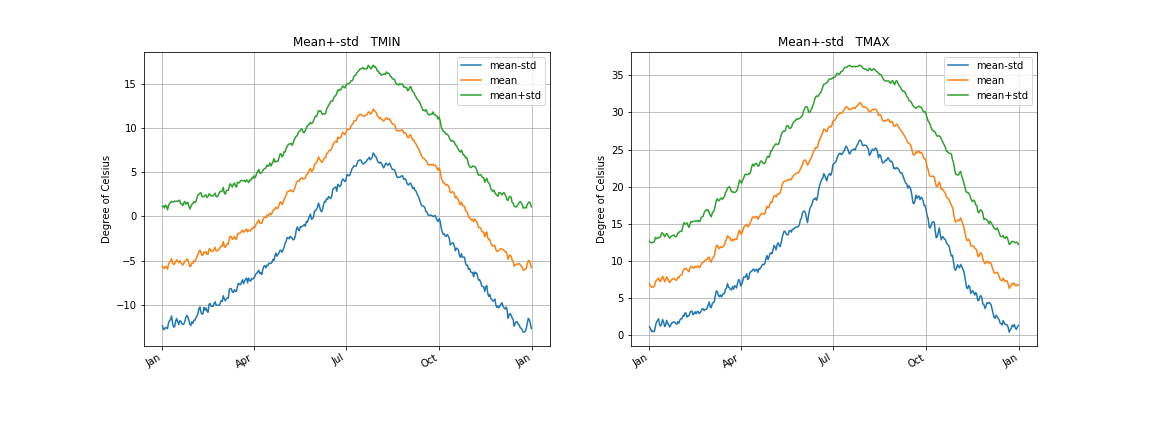 Mean+-std   TMIN
mean-std
mean
mean+std
15
10
5
0
−5
−10
Degree of Celsius
Jan
Apr
Jul
Oct
Jan
Mean+-std   TMAX
mean-std
mean
mean+std
35
30
25
20
15
10
5
0
Degree of Celsius
Jan
Apr
Jul
Oct
Jan